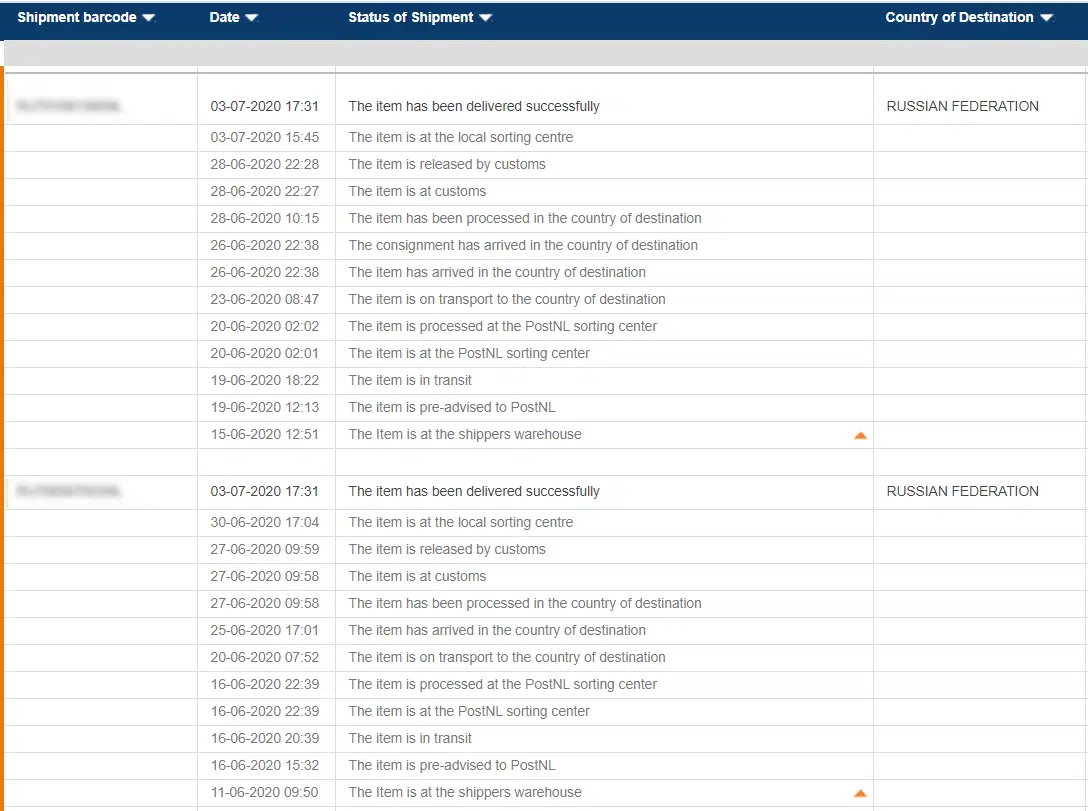 Shipment barcode Date Status of Shipment Country of Destination
03-07-2020 17:31 The item has been delivered successfully RUSSIAN FEDERATION
03-07-2020 15:45 The item is at the local sorting centre
28-06-2020 22:28 The item is released by customs
28-06-2020 22:27 The item is at customs
28-06-2020 10:15 The item has been processed in the country of destination
26-06-2020 22:38 The consignment has arrived in the country of destination
26-06-2020 22:38 The item has arrived in the country of destination
23-06-2020 08:47 The item is on transport to the country of destination
20-06-2020 02:02 The item is processed at the PostNL sorting center
20-06-2020 02:01 The item is at the PostNL sorting center
19-06-2020 18:22 The item is in transit
19-06-2020 12:13 The item is pre-advised to PostNL
15-06-2020 12:51 The Item is at the shippers warehouse
03-07-2020 17:31 The item has been delivered successfully RUSSIAN FEDERATION
30-06-2020 17:04 The item is at the local sorting centre
27-06-2020 09:59 The item is released by customs
27-06-2020 09:58 The item is at customs
27-06-2020 09:58 The item has been processed in the country of destination
25-06-2020 17:01 The item has arrived in the country of destination
20-06-2020 07:52 The item is on transport to the country of destination
16-06-2020 22:39 The item is processed at the PostNL sorting center
16-06-2020 22:39 The item is at the PostNL sorting center
16-06-2020 20:39 The item is in transit
16-06-2020 15:32 The item is pre-advised to PostNL
11-06-2020 09:50 The Item is at the shippers warehouse